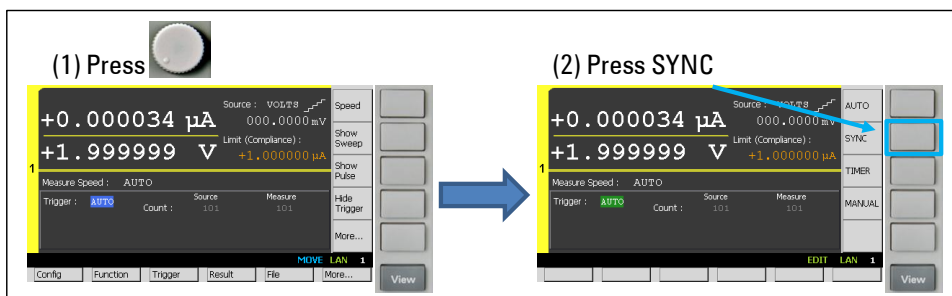 (1) Press
(2) Press SYNC
+0.000034 µA
Source : VOLTS
000.0000 mV
Limit (Compliance) :
+1.999999 V
+1.000000 µA
1
Measure Speed : AUTO
Trigger : AUTO
Count :
Source
101
Measure
101
MOVE LAN 1
Speed
Show
Sweep
Show
Pulse
Hide
Trigger
More...
Config Function Trigger Result File More...
View
+0.000034 µA
Source : VOLTS
000.0000 mV
Limit (Compliance) :
+1.999999 V
+1.000000 µA
1
Measure Speed : AUTO
Trigger : AUTO
Count :
Source
101
Measure
101
EDIT LAN 1
AUTO
SYNC
TIMER
MANUAL
View